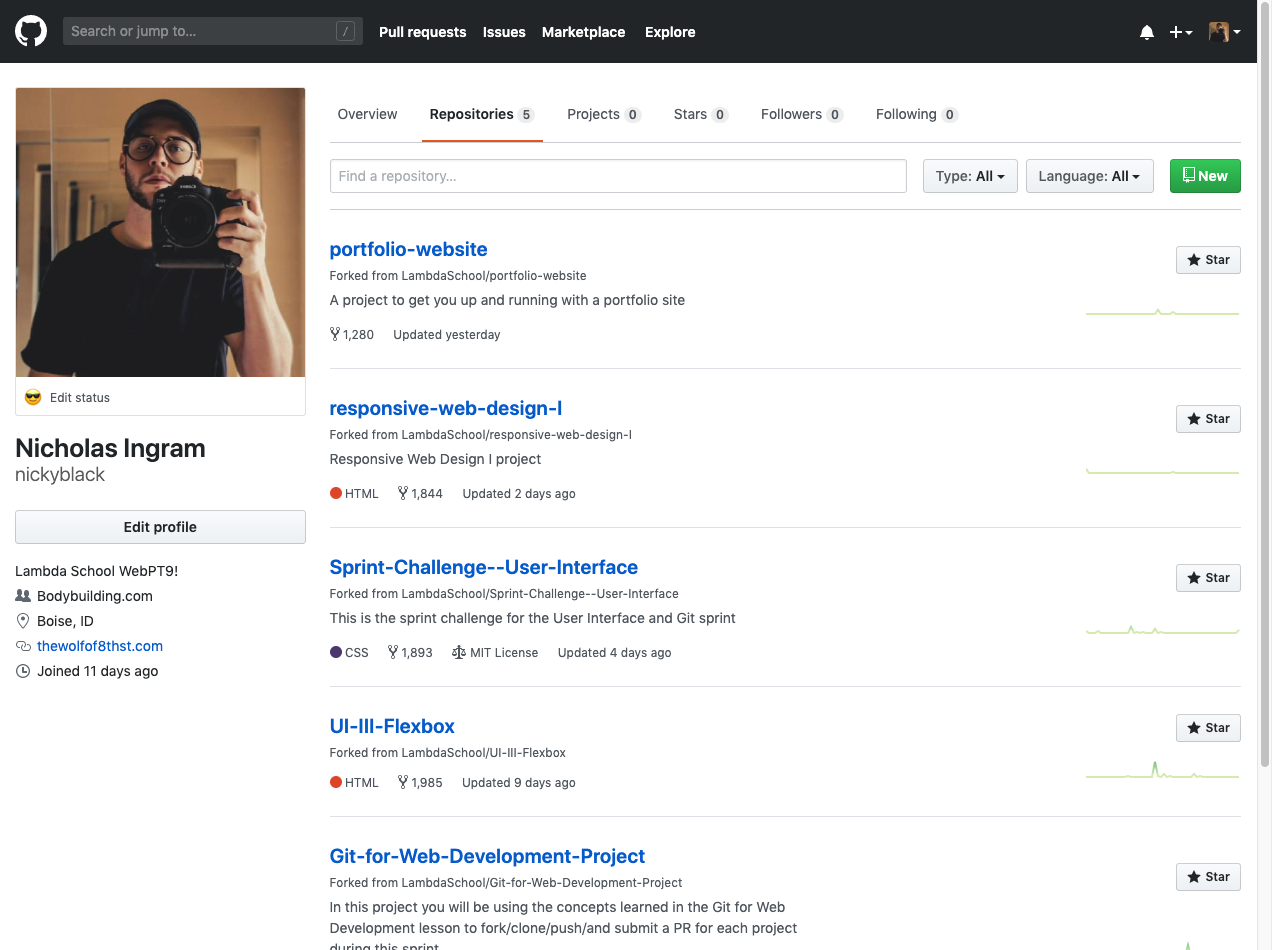 Search or jump to... /
Pull requests Issues Marketplace Explore
Overview Repositories 5 Projects 0 Stars 0 Followers 0 Following 0
Find a repository...
Type: All
Language: All
New
Edit status
Nicholas Ingram
nickyblack
Edit profile
Lambda School WebPT9!
Bodybuilding.com
Boise, ID
thewolfof8thst.com
Joined 11 days ago
portfolio-website
Star
Forked from LambdaSchool/portfolio-website
A project to get you up and running with a portfolio site
1,280 Updated yesterday
responsive-web-design-I
Star
Forked from LambdaSchool/responsive-web-design-I
Responsive Web Design I project
HTML 1,844 Updated 2 days ago
Sprint-Challenge--User-Interface
Star
Forked from LambdaSchool/Sprint-Challenge--User-Interface
This is the sprint challenge for the User Interface and Git sprint
CSS 1,893 MIT License Updated 4 days ago
UI-III-Flexbox
Star
Forked from LambdaSchool/UI-III-Flexbox
HTML 1,985 Updated 9 days ago
Git-for-Web-Development-Project
Star
Forked from LambdaSchool/Git-for-Web-Development-Project
In this project you will be using the concepts learned in the Git for Web
Development lesson to fork/clone/push/and submit a PR for each project
during this sprint